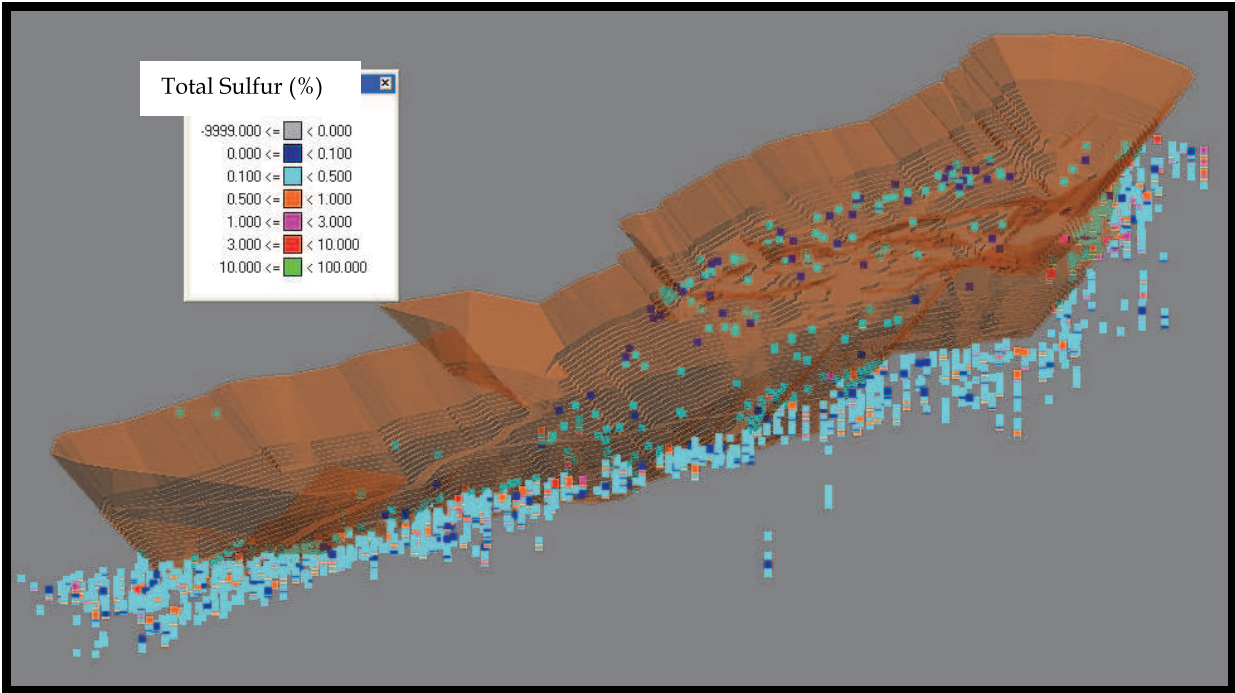 Total Sulfur (%)
-9999.000 <= < 0.000
0.000 <= < 0.100
0.100 <= < 0.500
0.500 <= < 1.000
1.000 <= < 3.000
3.000 <= < 10.000
10.000 <= < 100.000